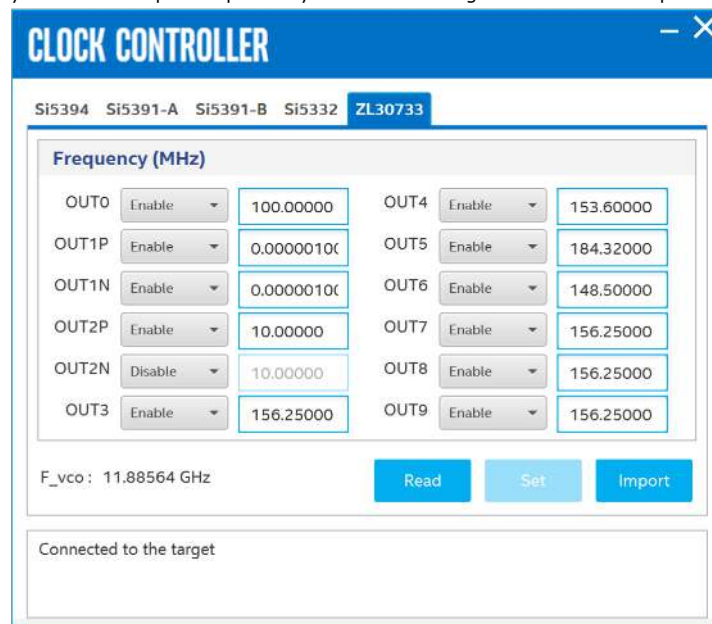 CLOCK CONTROLLER
Si5394 Si5391-A Si5391-B Si5332 ZL30733
Frequency (MHz)
OUT0 Enable 100.00000 OUT4 Enable 153.60000
OUT1P Enable 0.0000010( OUT5 Enable 184.32000
OUT1N Enable 0.0000010( OUT6 Enable 148.50000
OUT2P Enable 10.00000 OUT7 Enable 156.25000
OUT2N Disable 10.00000 OUT8 Enable 156.25000
OUT3 Enable 156.25000 OUT9 Enable 156.25000
F_vco : 11.88564 GHz Read Set Import
Connected to the target